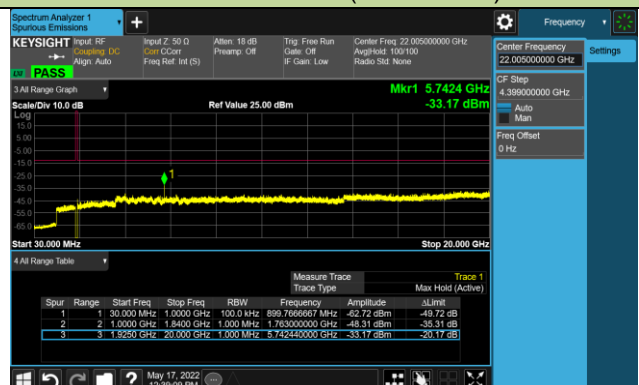 Spectrum Analyzer 1
Spurious Emissions
Frequency
KEYSIGHT
Input: RF
Coupling: DC
Align: Auto
Input Z: 50 Ω
Corr CCorr
Freq Ref: Int (S)
Atten: 18 dB
Preamp: Off
Trig: Free Run
Gate: Off
IF Gain: Low
Center Freq: 22.005000000 GHz
Avg|Hold: 100/100
Radio Std: None
PASS
Center Frequency
22.005000000 GHz
Settings
CF Step
4.399000000 GHz
Auto
Man
Freq Offset
0 Hz
3 All Range Graph
Mkr1 5.7424 GHz
Scale/Div 10.0 dB
Ref Value 25.00 dBm
-33.17 dBm
Log
15.0
5.00
-5.00
-15.0
-25.0
-35.0
-45.0
-55.0
-65.0
1
Start 30.000 MHz
Stop 20.000 GHz
4 All Range Table
Measure Trace Trace 1
Trace Type Max Hold (Active)
Spur Range Start Freq Stop Freq RBW Frequency Amplitude ΔLimit
1 1 30.000 MHz 1.0000 GHz 100.0 kHz 899.7666667 MHz -62.72 dBm -49.72 dB
2 2 1.0000 GHz 1.8400 GHz 1.000 MHz 1.763000000 GHz -48.31 dBm -35.31 dB
3 3 1.9250 GHz 20.000 GHz 1.000 MHz 5.742440000 GHz -33.17 dBm -20.17 dB
May 17, 2022